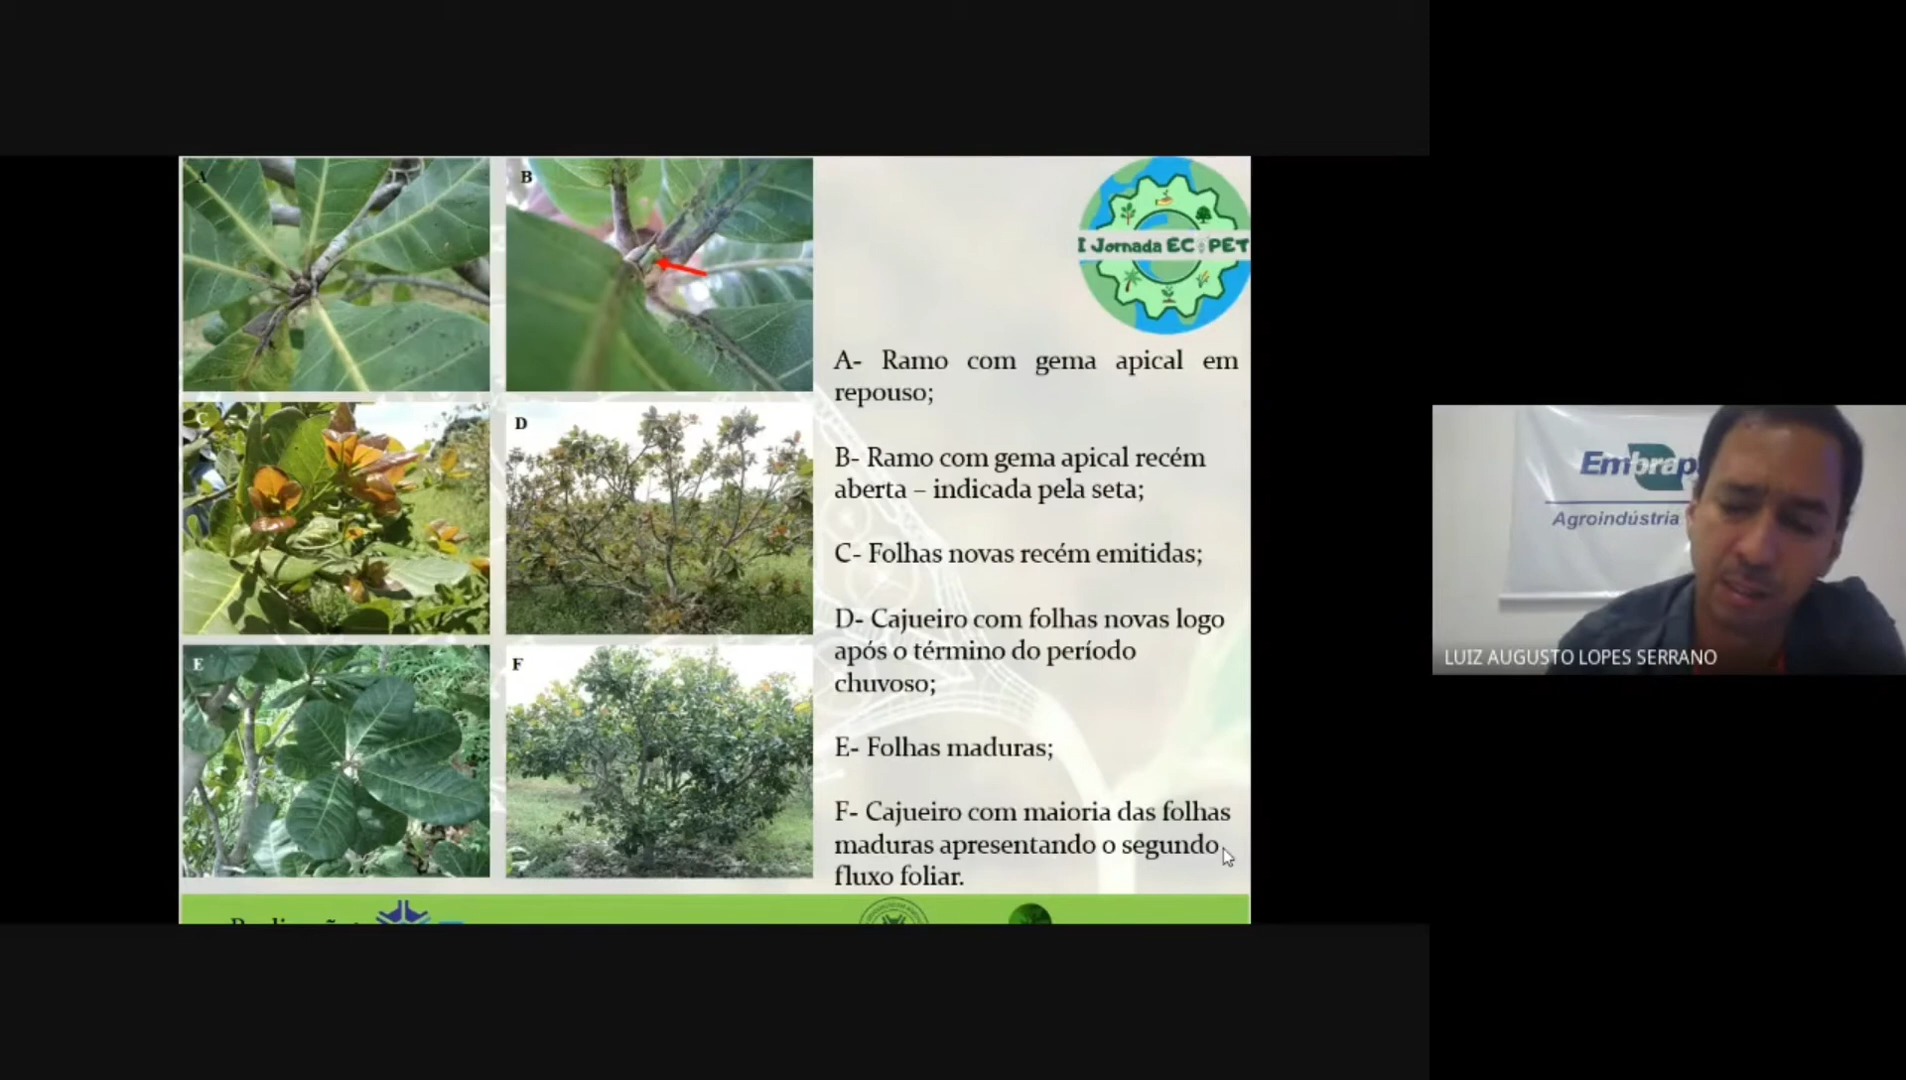 A
B
I Jornada EC PET
A- Ramo com gema apical em
repouso;
B- Ramo com gema apical recém
aberta – indicada pela seta;
C
D
C- Folhas novas recém emitidas;
D- Cajueiro com folhas novas logo
após o término do período
chuvoso;
E
F
E- Folhas maduras;
F- Cajueiro com maioria das folhas
maduras apresentando o segundo
fluxo foliar.
Embrap
Agroindústria
LUIZ AUGUSTO LOPES SERRANO